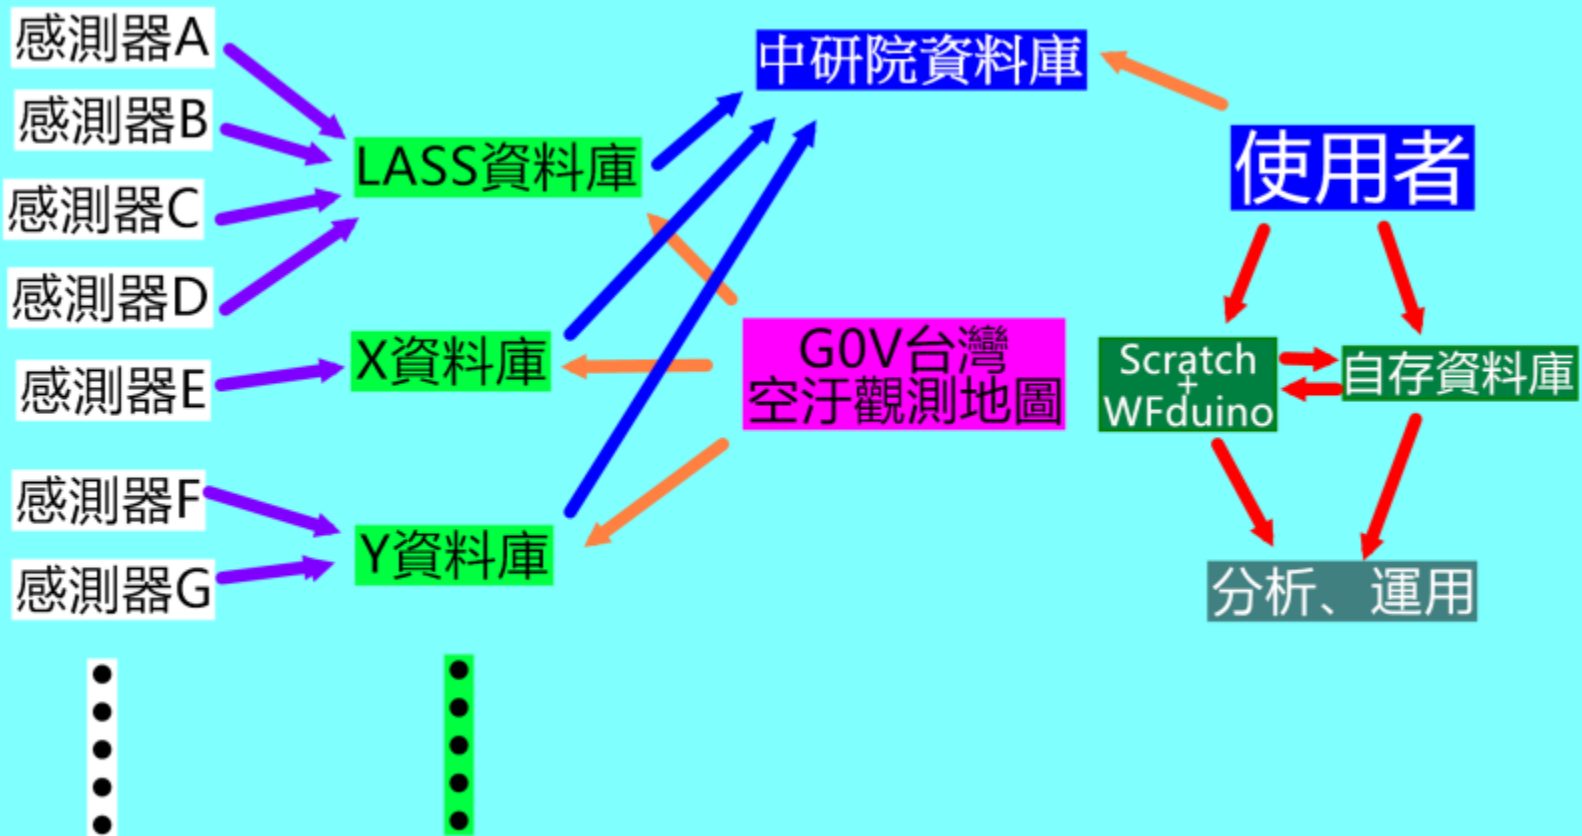 感測器A
感測器B
感測器C
感測器D
感測器E
感測器F
感測器G
LASS資料庫
X資料庫
Y資料庫
中研院資料庫
G0V台灣
空汙觀測地圖
使用者
Scratch
+
WFduino
自存資料庫
分析、運用